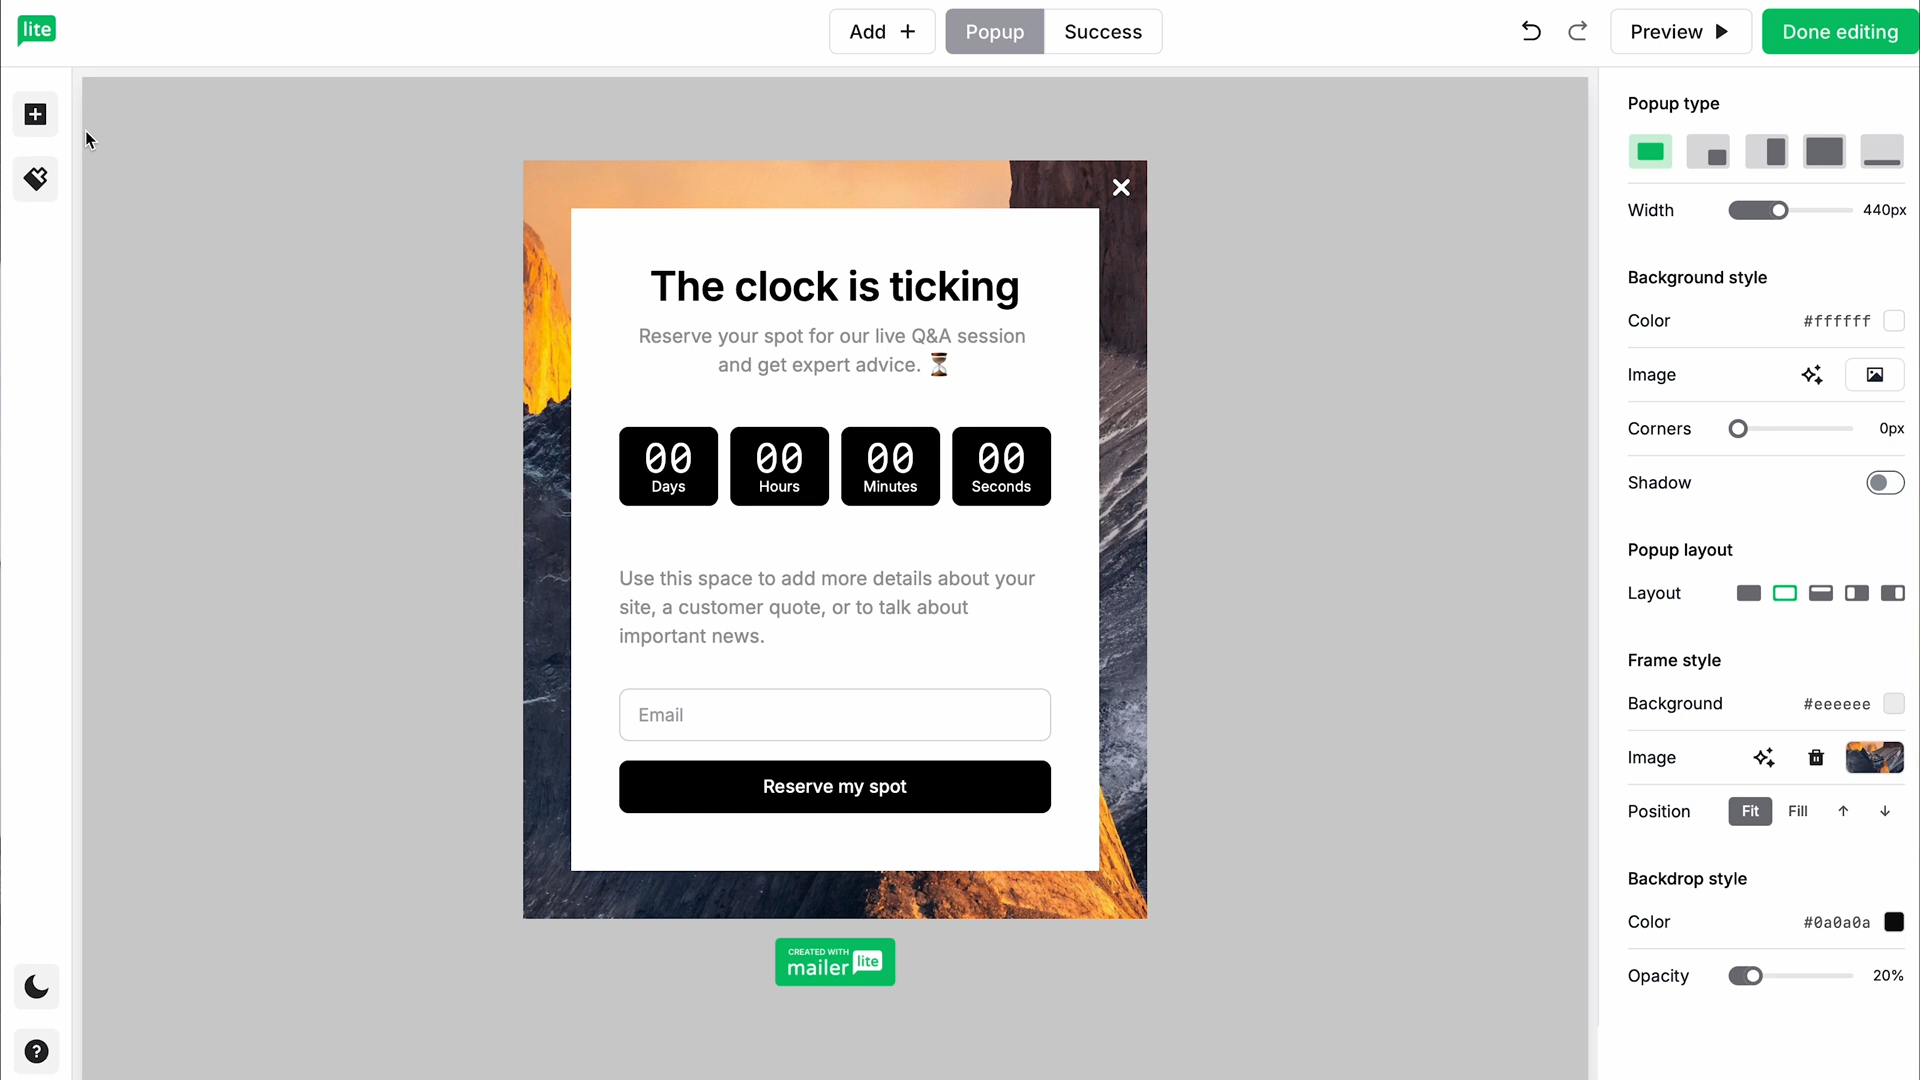 lite
Add +
Popup
Success
Preview
Done editing
The clock is ticking
Reserve your spot for our live Q&A session
and get expert advice. ⏳
00
Days
00
Hours
00
Minutes
00
Seconds
Use this space to add more details about your
site, a customer quote, or to talk about
important news.
Email
Reserve my spot
CREATED WITH
mailer lite
Popup type
Width
440px
Background style
Color
#ffffff
Image
Corners
0px
Shadow
Popup layout
Layout
Frame style
Background
#eeeeee
Image
Position
Fit
Fill
Backdrop style
Color
#0a0a0a
Opacity
20%
?